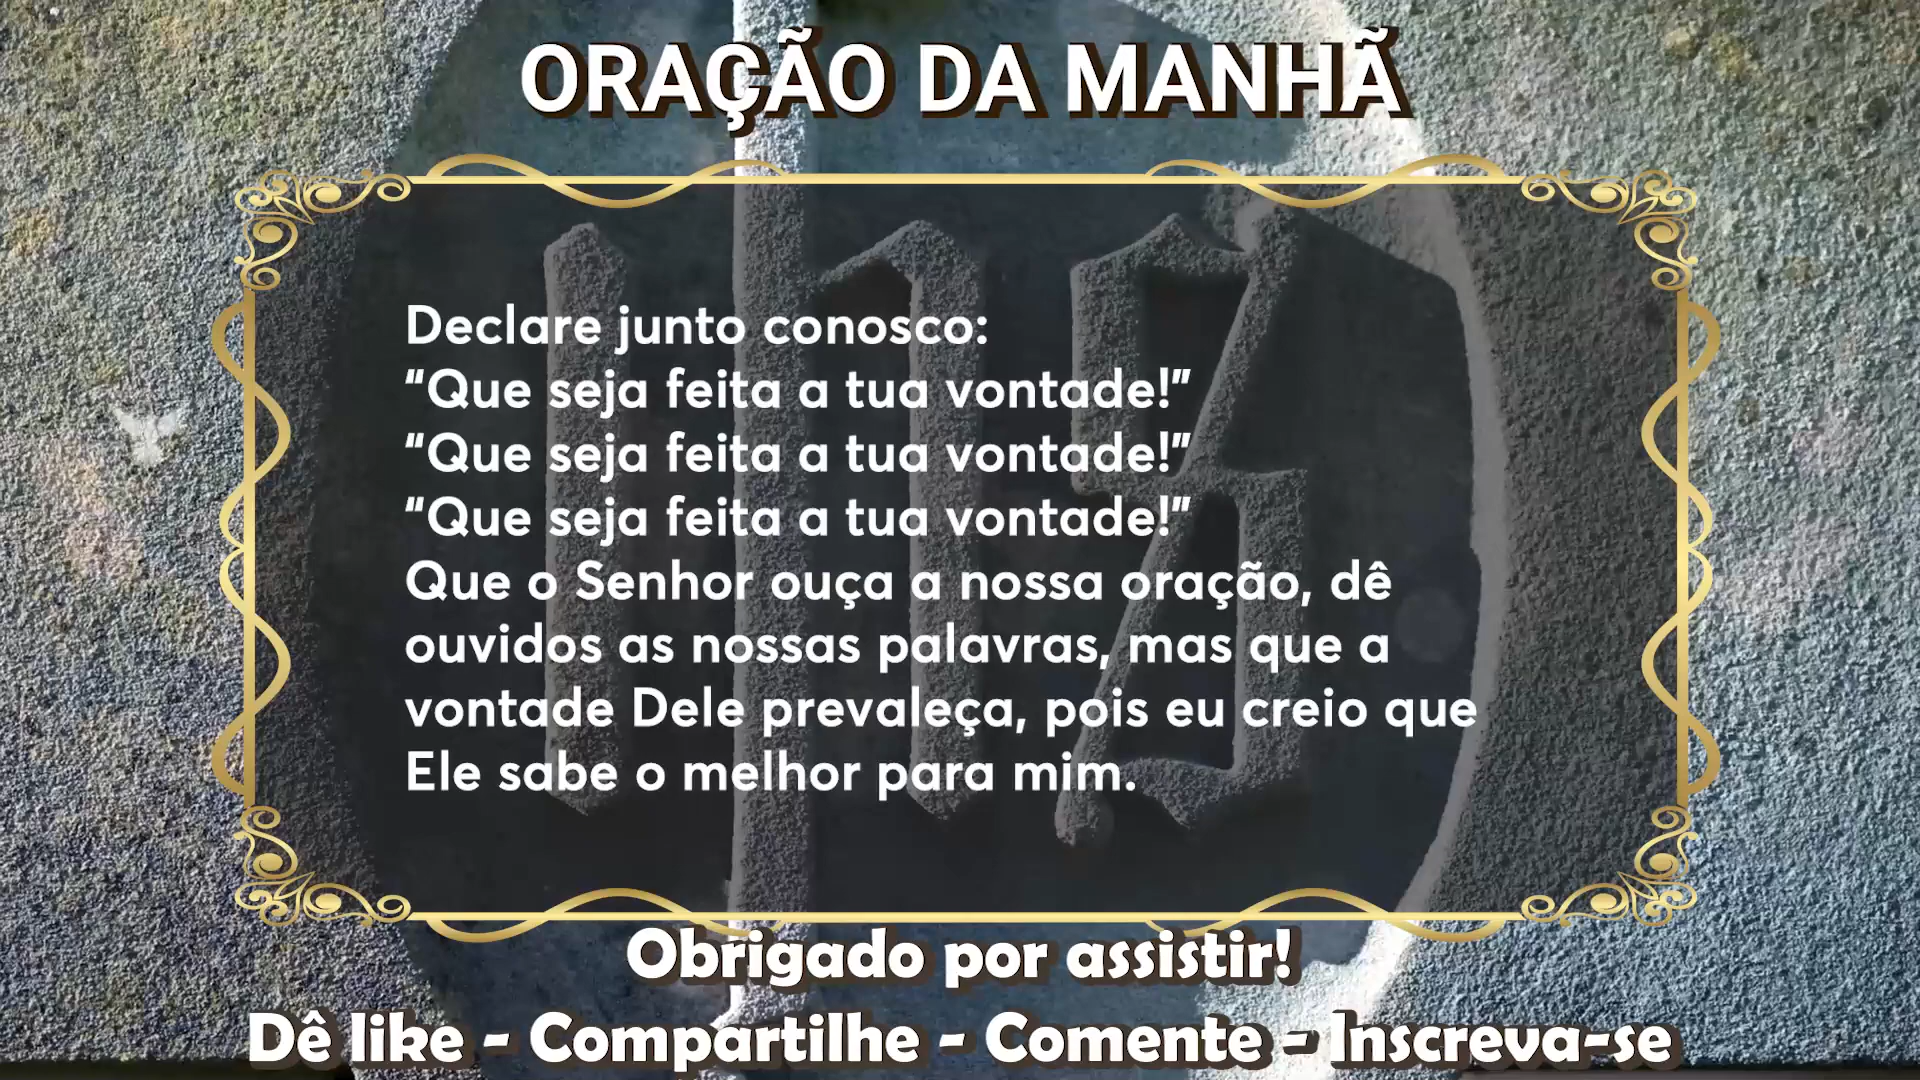 ORAÇÃO DA MANHÃ
Declare junto conosco:
“Que seja feita a tua vontade!”
“Que seja feita a tua vontade!”
“Que seja feita a tua vontade!”
Que o Senhor ouça a nossa oração, dê
ouvidos as nossas palavras, mas que a
vontade Dele prevaleça, pois eu creio que
Ele sabe o melhor para mim.
Obrigado por assistir!
Dê like - Compartilhe - Comente - Inscreva-se